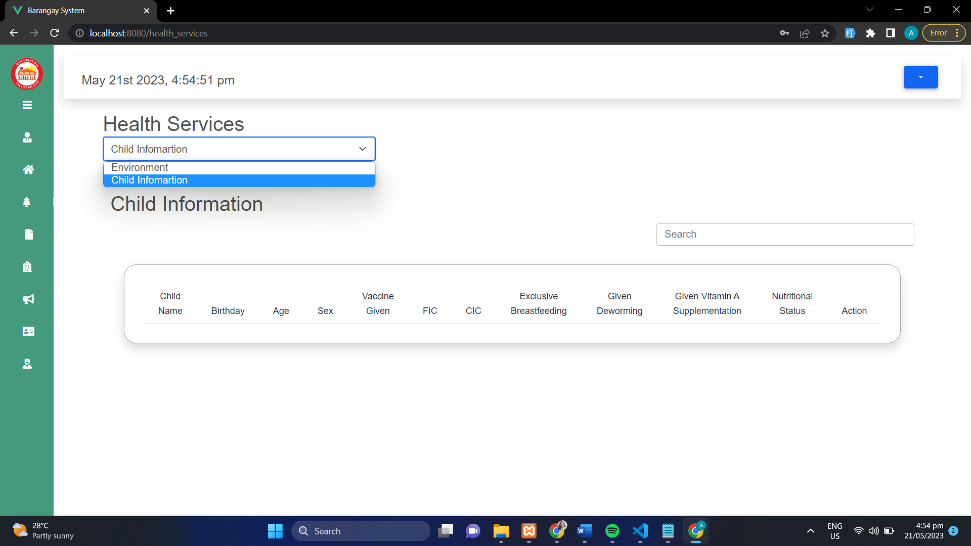 Barangay System
localhost:8080/health_services
Error
May 21st 2023, 4:54:51 pm
Health Services
Child Infomartion
Environment
Child Infomartion
Child Information
Search
Child Name
Birthday
Age
Sex
Vaccine Given
FIC
CIC
Exclusive Breastfeeding
Given Deworming
Given Vitamin A Supplementation
Nutritional Status
Action
28°C
Partly sunny
Search
ENG
US
4:54 pm
21/05/2023
2